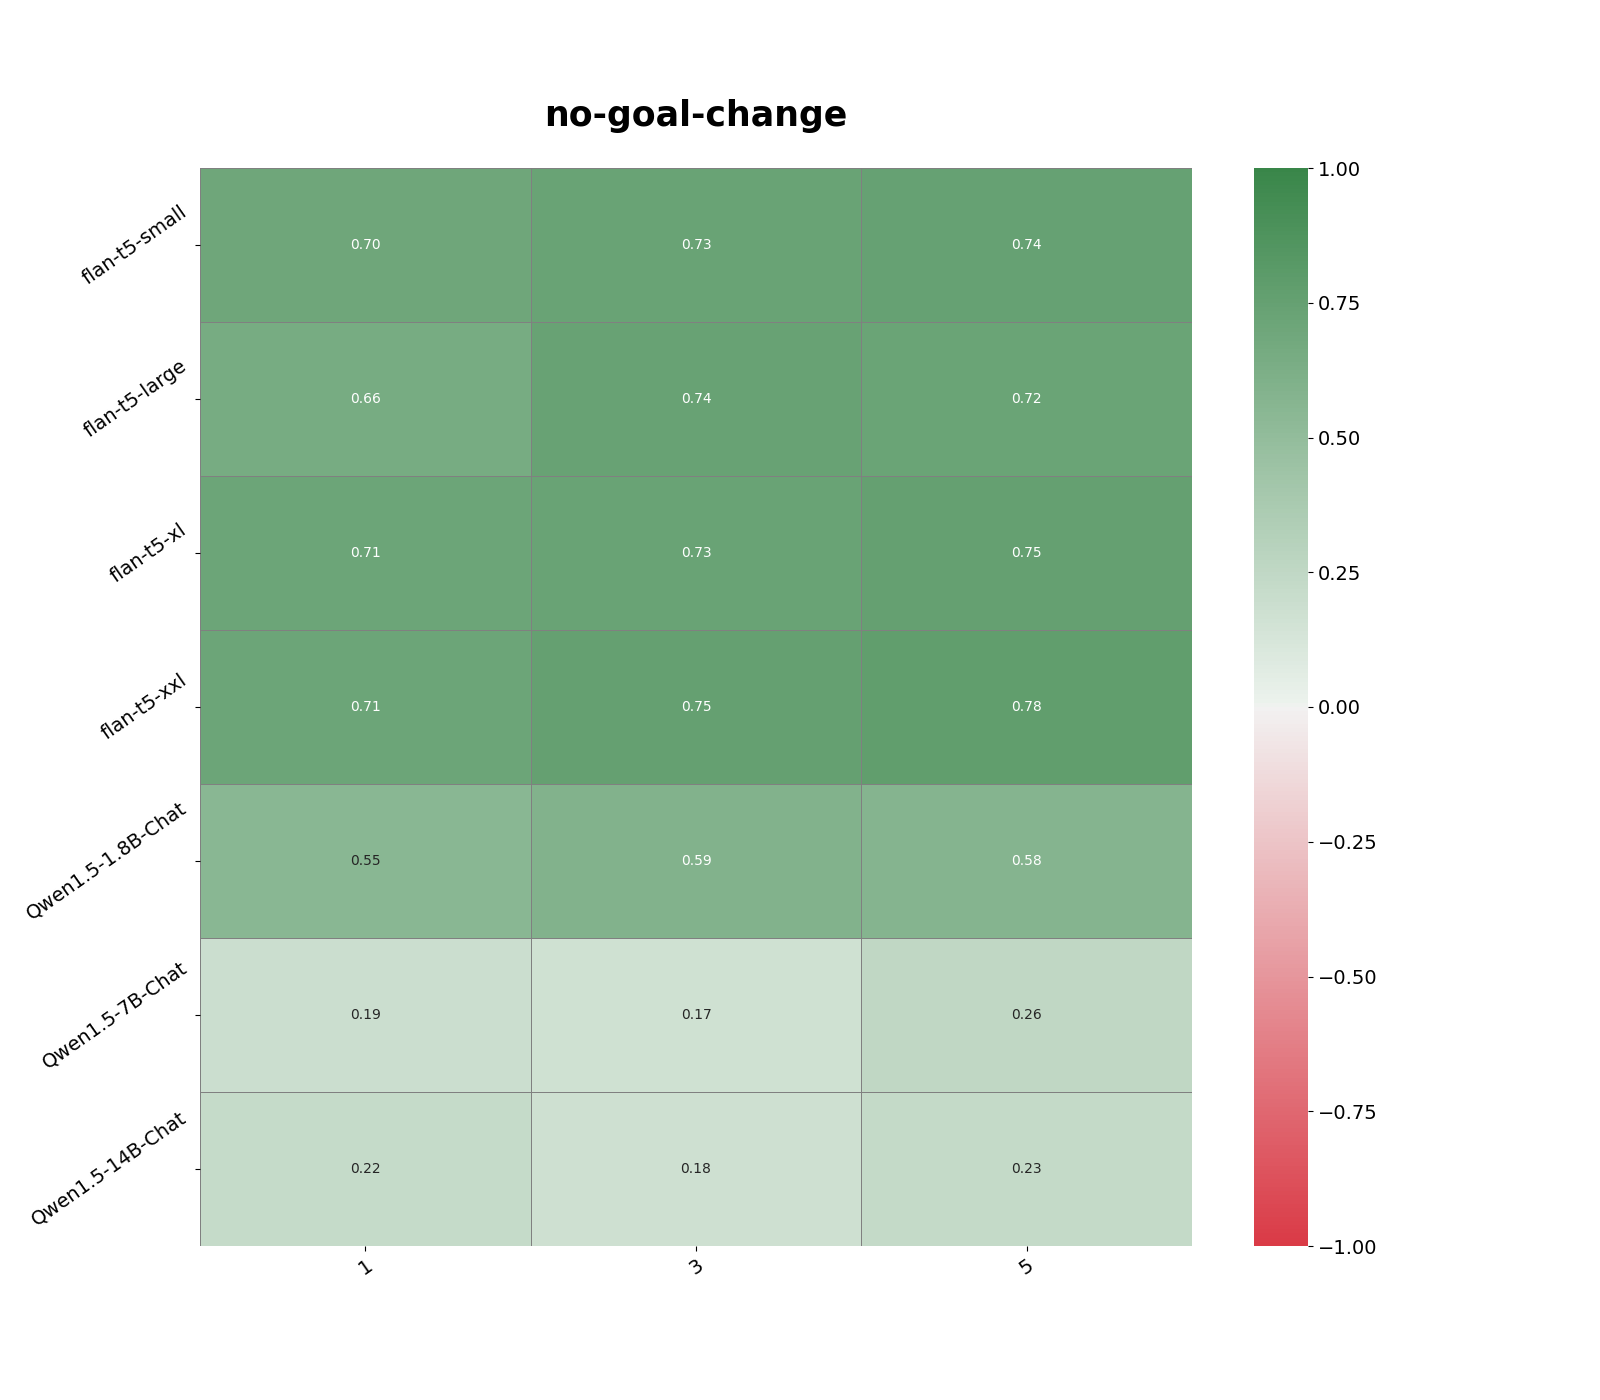 no-goal-change
flan-t5-small 0.70 0.73 0.74
flan-t5-large 0.66 0.74 0.72
flan-t5-xl 0.71 0.73 0.75
flan-t5-xxl 0.71 0.75 0.78
Qwen1.5-1.8B-Chat 0.55 0.59 0.58
Qwen1.5-7B-Chat 0.19 0.17 0.26
Qwen1.5-14B-Chat 0.22 0.18 0.23
1 3 5
1.00
0.75
0.50
0.25
0.00
−0.25
−0.50
−0.75
−1.00